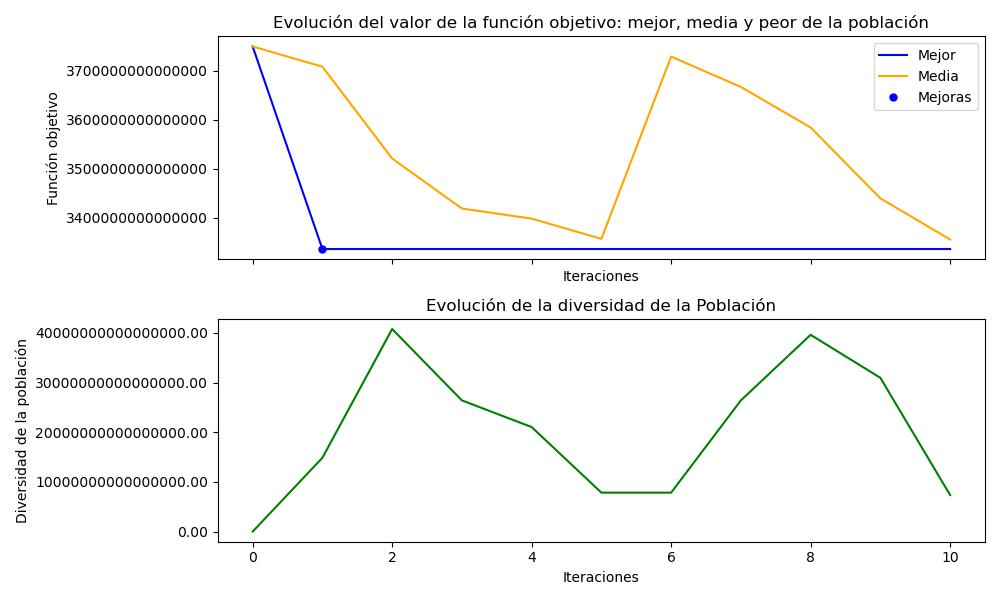 Evolución del valor de la función objetivo: mejor, media y peor de la población
Función objetivo
3700000000000000
3600000000000000
3500000000000000
3400000000000000
Mejor
Media
Mejoras
Iteraciones
Evolución de la diversidad de la Población
Diversidad de la población
40000000000000000.00
30000000000000000.00
20000000000000000.00
10000000000000000.00
0.00
0 2 4 6 8 10
Iteraciones